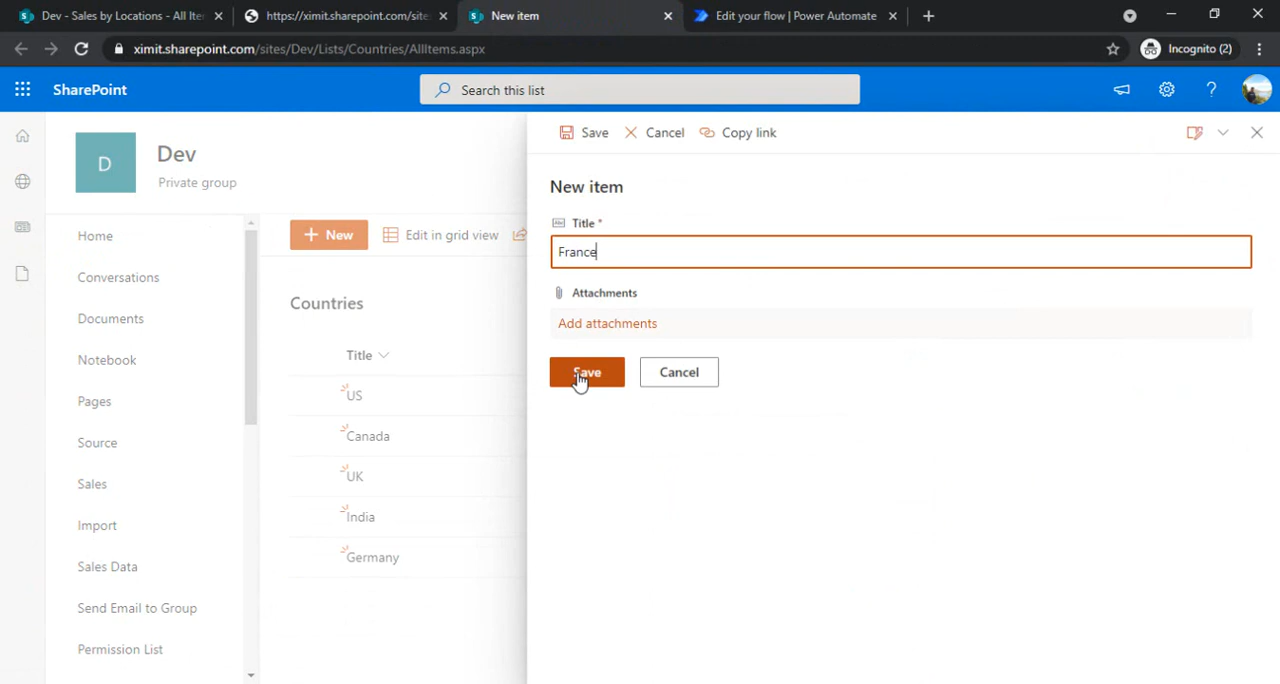 Dev - Sales by Locations - All Ite
https://ximit.sharepoint.com/site
New item
Edit your flow | Power Automate
ximit.sharepoint.com/sites/Dev/Lists/Countries/AllItems.aspx
Incognito (2)
SharePoint
Search this list
D
Dev
Private group
Home
Conversations
Documents
Notebook
Pages
Source
Sales
Import
Sales Data
Send Email to Group
Permission List
New
Edit in grid view
Countries
Title
US
Canada
UK
India
Germany
Save
Cancel
Copy link
New item
Abc
Title *
France
Attachments
Add attachments
Save
Cancel